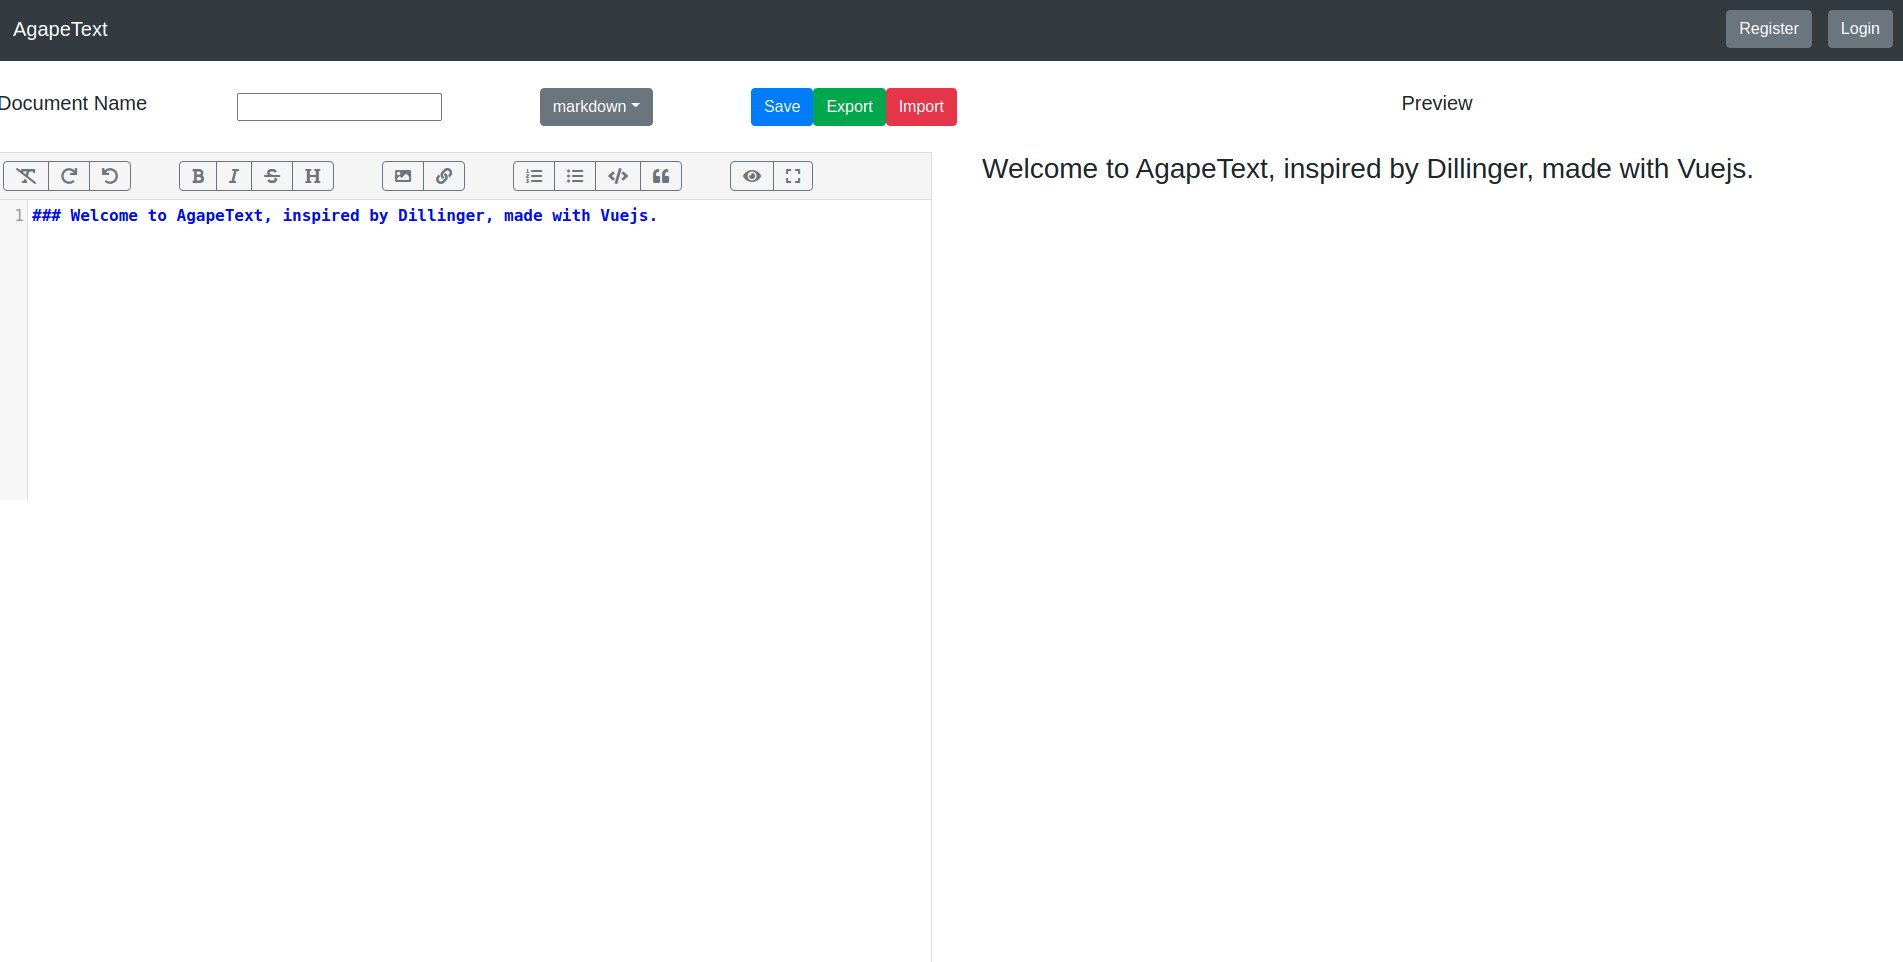 AgapeText Register Login
Document Name markdown Save Export Import Preview
B I S H
Welcome to AgapeText, inspired by Dillinger, made with Vuejs.
1 ### Welcome to AgapeText, inspired by Dillinger, made with Vuejs.